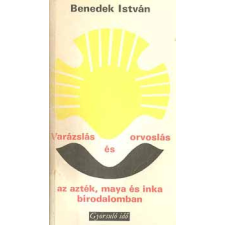 Benedek István
Varázslás orvoslás
és
az azték, maya és inka
birodalomban
Gyorsuló idő